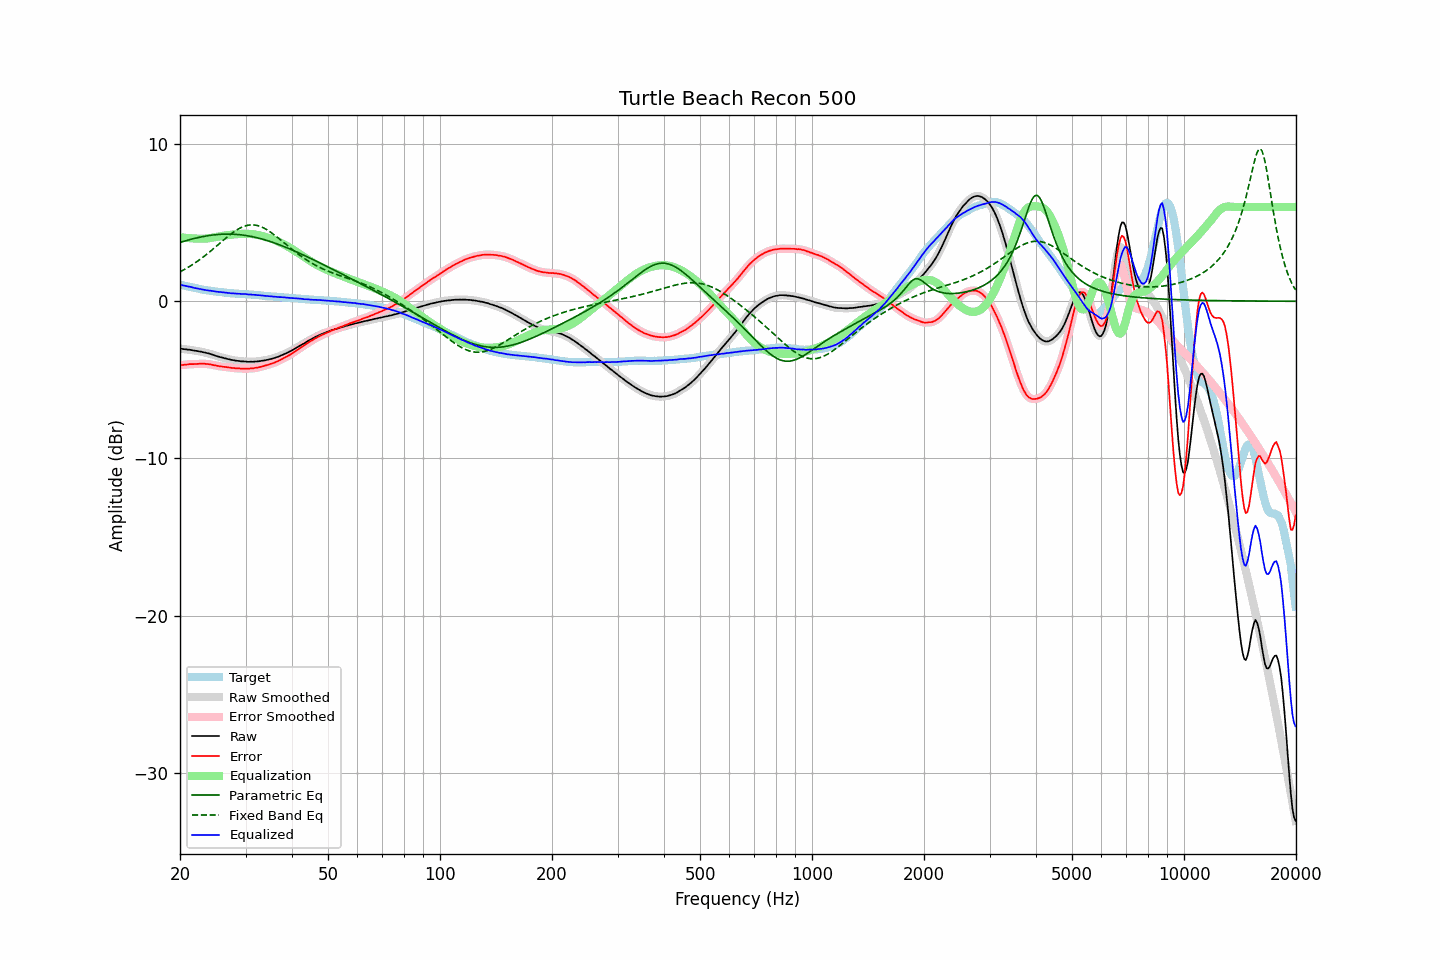 Turtle Beach Recon 500
10
0
−10
−20
−30
Amplitude (dBr)
Target
Raw Smoothed
Error Smoothed
Raw
Error
Equalization
Parametric Eq
Fixed Band Eq
Equalized
20 50 100 200 500 1000 2000 5000 10000 20000
Frequency (Hz)